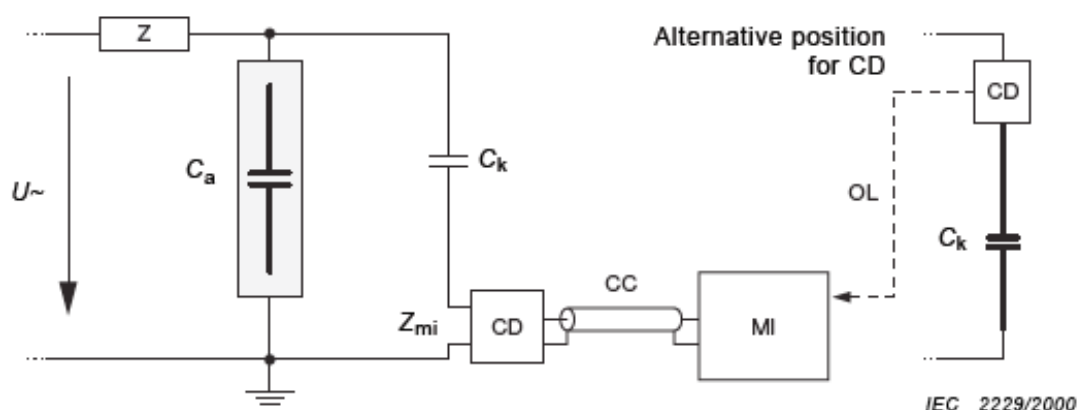 Z
Alternative position
for CD
CD
U~
Ca
Ck
OL
Ck
CC
Zmi
CD
MI
IEC 2229/2000